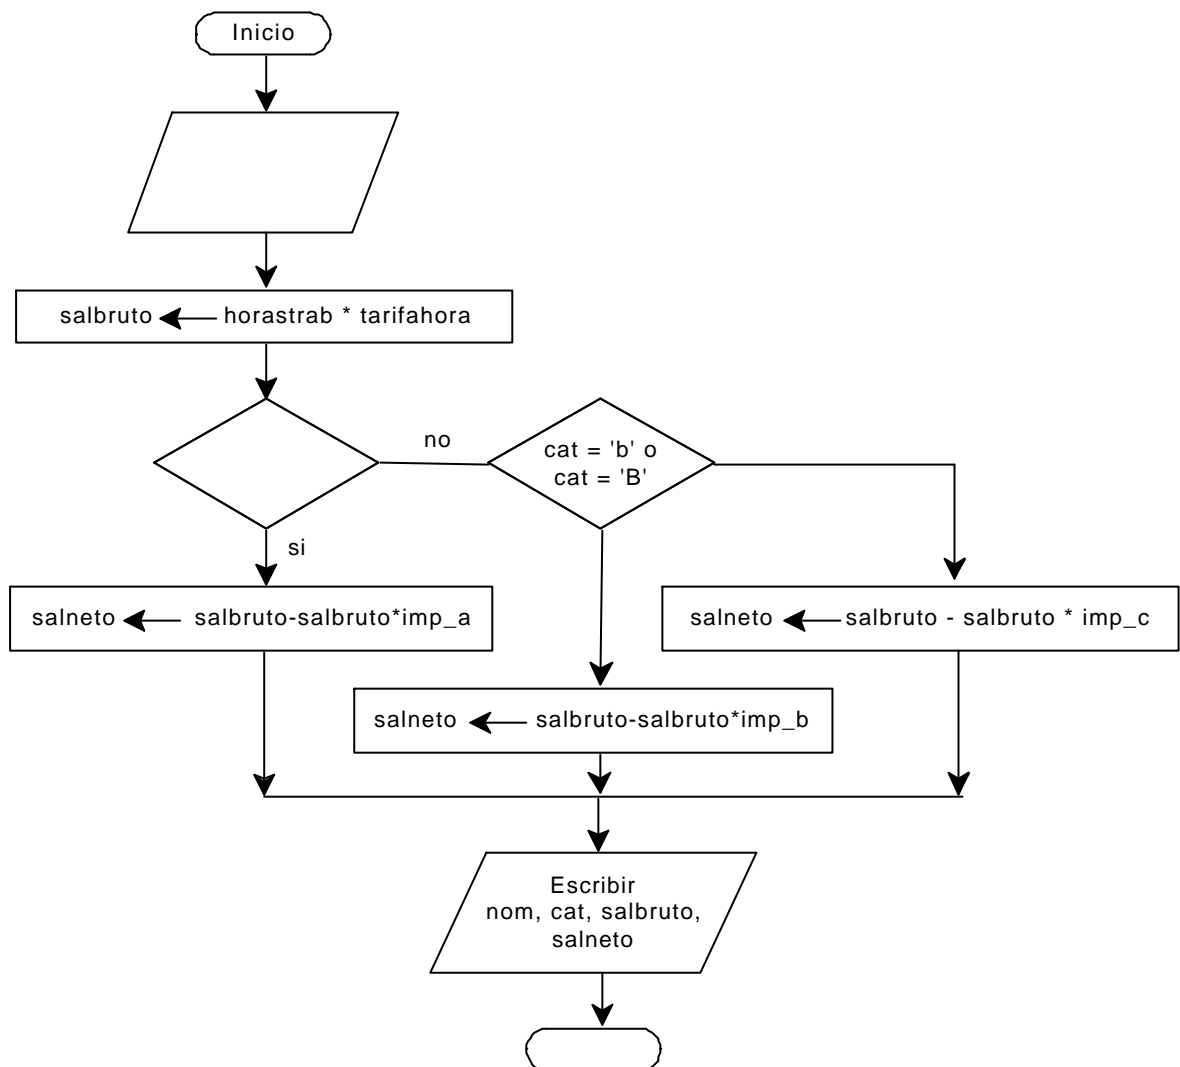 Inicio
salbruto horastrab * tarifahora
no
cat = 'b' o
cat = 'B'
si
salneto salbruto-salbruto*imp_a
salneto salbruto - salbruto * imp_c
salneto salbruto-salbruto*imp_b
Escribir
nom, cat, salbruto,
salneto